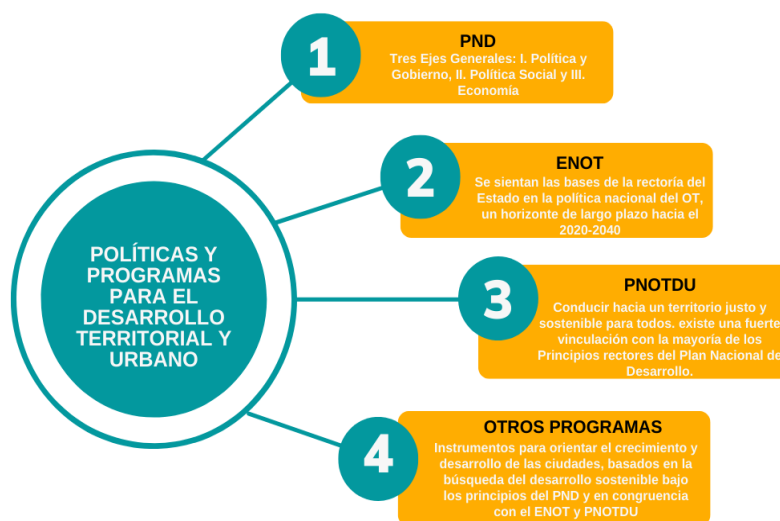 1
PND
Tres Ejes Generales: I. Política y
Gobierno, II. Política Social y III.
Economía
2
ENOT
Se sientan las bases de la rectoría del
Estado en la política nacional del OT,
un horizonte de largo plazo hacia el
2020-2040
POLÍTICAS Y
PROGRAMAS
PARA EL
DESARROLLO
TERRITORIAL Y
URBANO
3
PNOTDU
Conducir hacia un territorio justo y
sostenible para todos. existe una fuerte
vinculación con la mayoría de los
Principios rectores del Plan Nacional de
Desarrollo.
4
OTROS PROGRAMAS
Instrumentos para orientar el crecimiento y
desarrollo de las ciudades, basados en la
búsqueda del desarrollo sostenible bajo
los principios del PND y en congruencia
con el ENOT y PNOTDU